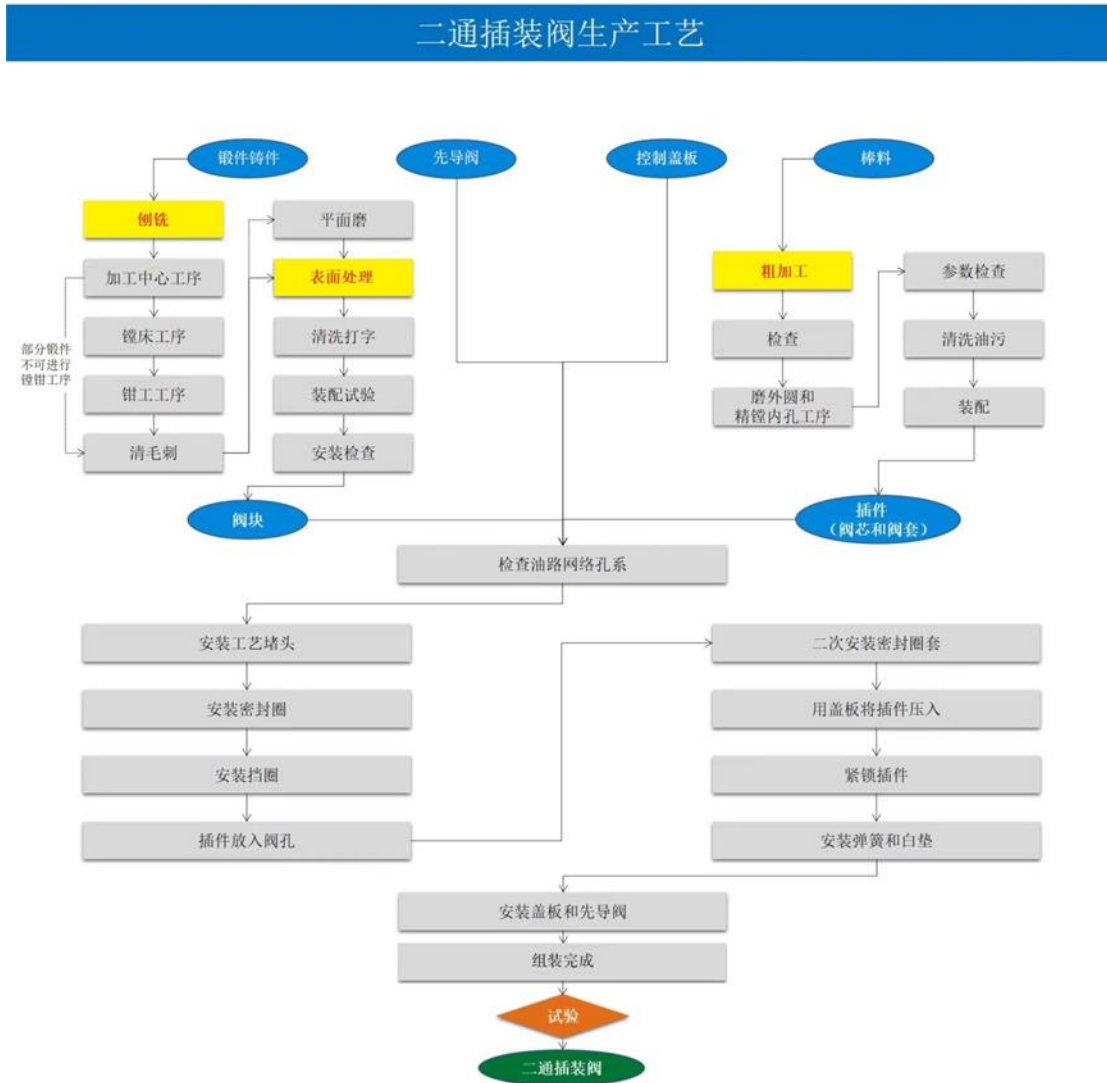 二通插装阀生产工艺
锻件铸件
先导阀
控制盖板
棒料
刨铣
平面磨
加工中心工序
表面处理
粗加工
参数检查
镗床工序
清洗打字
检查
清洗油污
部分锻件
不可进行
镗钳工序
钳工工序
装配试验
磨外圆和
精镗内孔工序
装配
清毛刺
安装检查
阀块
插件
（阀芯和阀套）
检查油路网络孔系
安装工艺堵头
二次安装密封圈套
安装密封圈
用盖板将插件压入
安装挡圈
紧锁插件
插件放入阀孔
安装弹簧和白垫
安装盖板和先导阀
组装完成
试验
二通插装阀